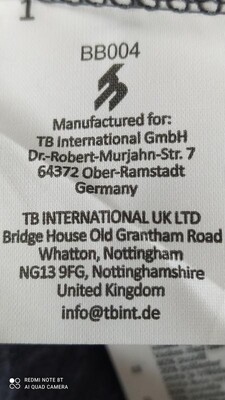 1
BB004
Manufactured for:
TB International GmbH
Dr.-Robert-Murjahn-Str. 7
64372 Ober-Ramstadt
Germany
TB INTERNATIONAL UK LTD
Bridge House Old Grantham Road
Whatton, Nottingham
NG13 9FG, Nottinghamshire
United Kingdom
info@tbint.de
REDMI NOTE 8T
AI QUAD CAMERA